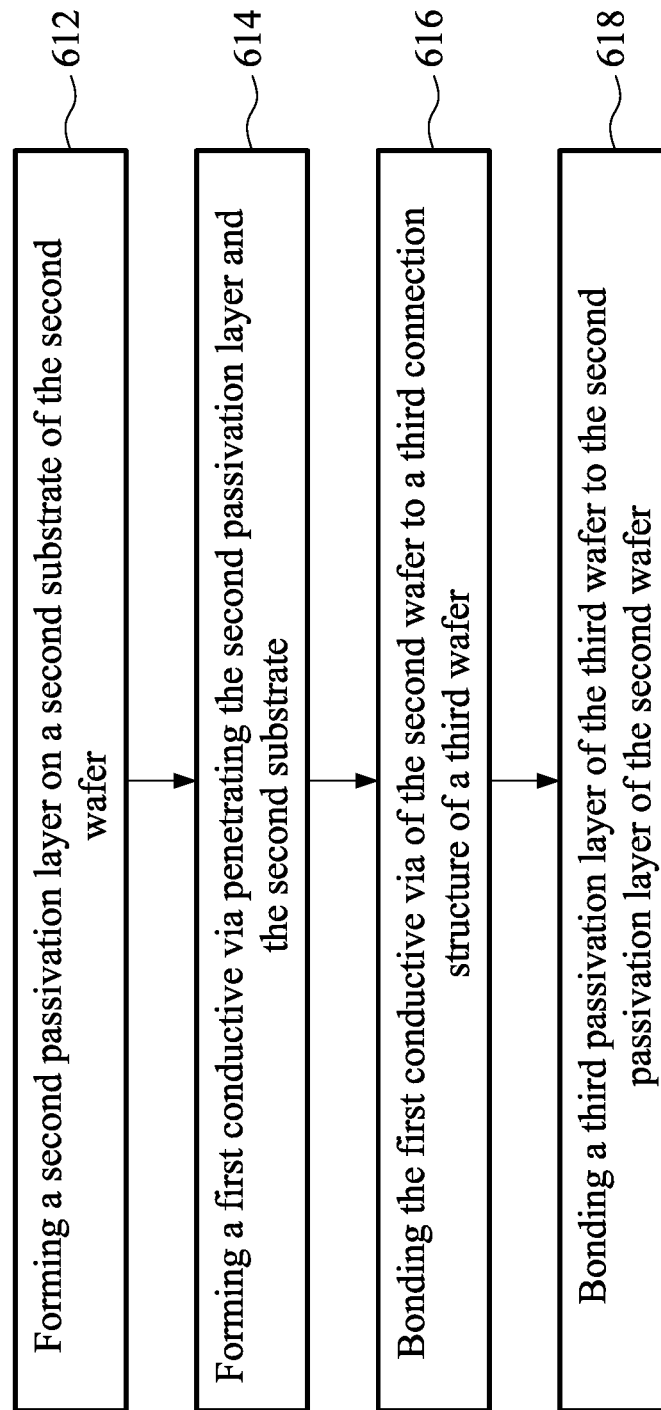 Forming a second passivation layer on a second substrate of the second
wafer
612
Forming a first conductive via penetrating the second passivation layer and
the second substrate
614
Bonding the first conductive via of the second wafer to a third connection
structure of a third wafer
616
Bonding a third passivation layer of the third wafer to the second
passivation layer of the second wafer
618